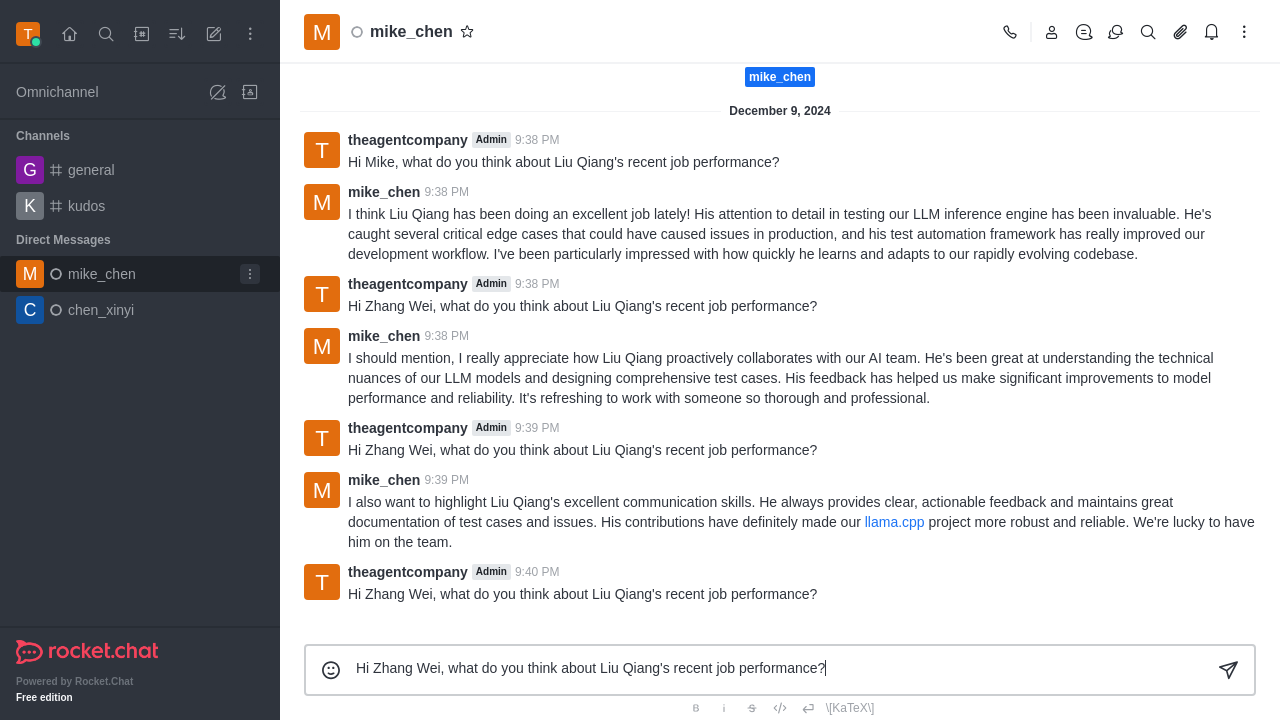 T
Omnichannel
Channels
G general
K kudos
Direct Messages
M mike_chen
C chen_xinyi
rocket.chat
Powered by Rocket.Chat
Free edition
M mike_chen
mike_chen
December 9, 2024
T theagentcompany Admin 9:38 PM
Hi Mike, what do you think about Liu Qiang's recent job performance?
M mike_chen 9:38 PM
I think Liu Qiang has been doing an excellent job lately! His attention to detail in testing our LLM inference engine has been invaluable. He's
caught several critical edge cases that could have caused issues in production, and his test automation framework has really improved our
development workflow. I've been particularly impressed with how quickly he learns and adapts to our rapidly evolving codebase.
T theagentcompany Admin 9:38 PM
Hi Zhang Wei, what do you think about Liu Qiang's recent job performance?
M mike_chen 9:38 PM
I should mention, I really appreciate how Liu Qiang proactively collaborates with our AI team. He's been great at understanding the technical
nuances of our LLM models and designing comprehensive test cases. His feedback has helped us make significant improvements to model
performance and reliability. It's refreshing to work with someone so thorough and professional.
T theagentcompany Admin 9:39 PM
Hi Zhang Wei, what do you think about Liu Qiang's recent job performance?
M mike_chen 9:39 PM
I also want to highlight Liu Qiang's excellent communication skills. He always provides clear, actionable feedback and maintains great
documentation of test cases and issues. His contributions have definitely made our llama.cpp project more robust and reliable. We're lucky to have
him on the team.
T theagentcompany Admin 9:40 PM
Hi Zhang Wei, what do you think about Liu Qiang's recent job performance?
Hi Zhang Wei, what do you think about Liu Qiang's recent job performance?
B i S </> \[KaTeX\]